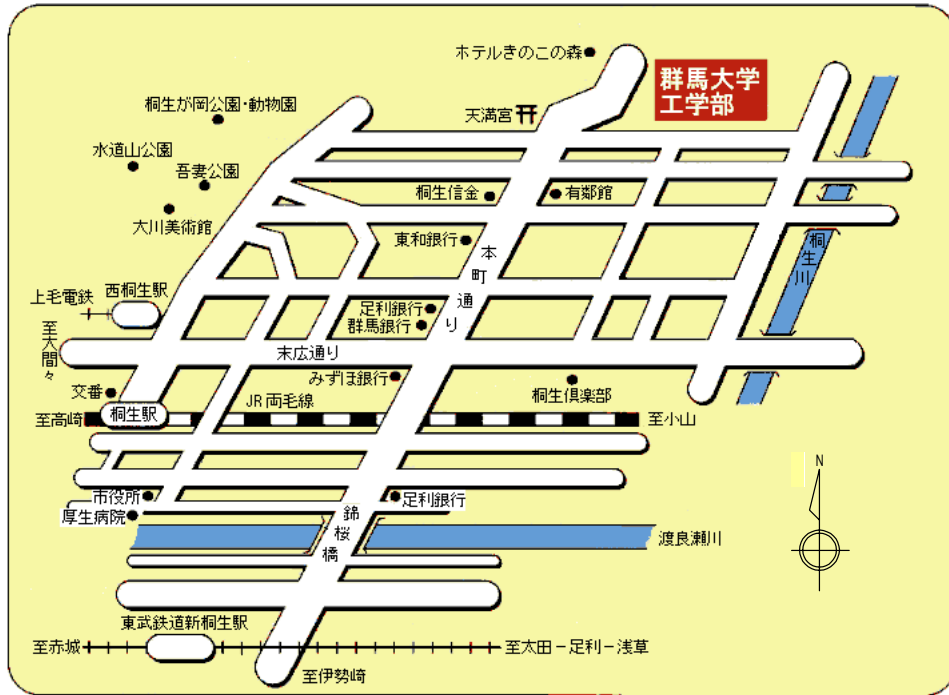 ホテルきのこの森
群馬大学
工学部
桐生が岡公園・動物園
天満宮
水道山公園
吾妻公園
桐生信金
有鄰館
大川美術館
東和銀行
本町通り
桐生川
西桐生駅
上毛電鉄
足利銀行
群馬銀行
至大間々
末広通り
みずほ銀行
交番
桐生倶楽部
JR両毛線
桐生駅
至高崎
至小山
N
市役所
足利銀行
厚生病院
錦桜橋
渡良瀬川
東武鉄道新桐生駅
至赤城
至太田－足利－浅草
至伊勢崎